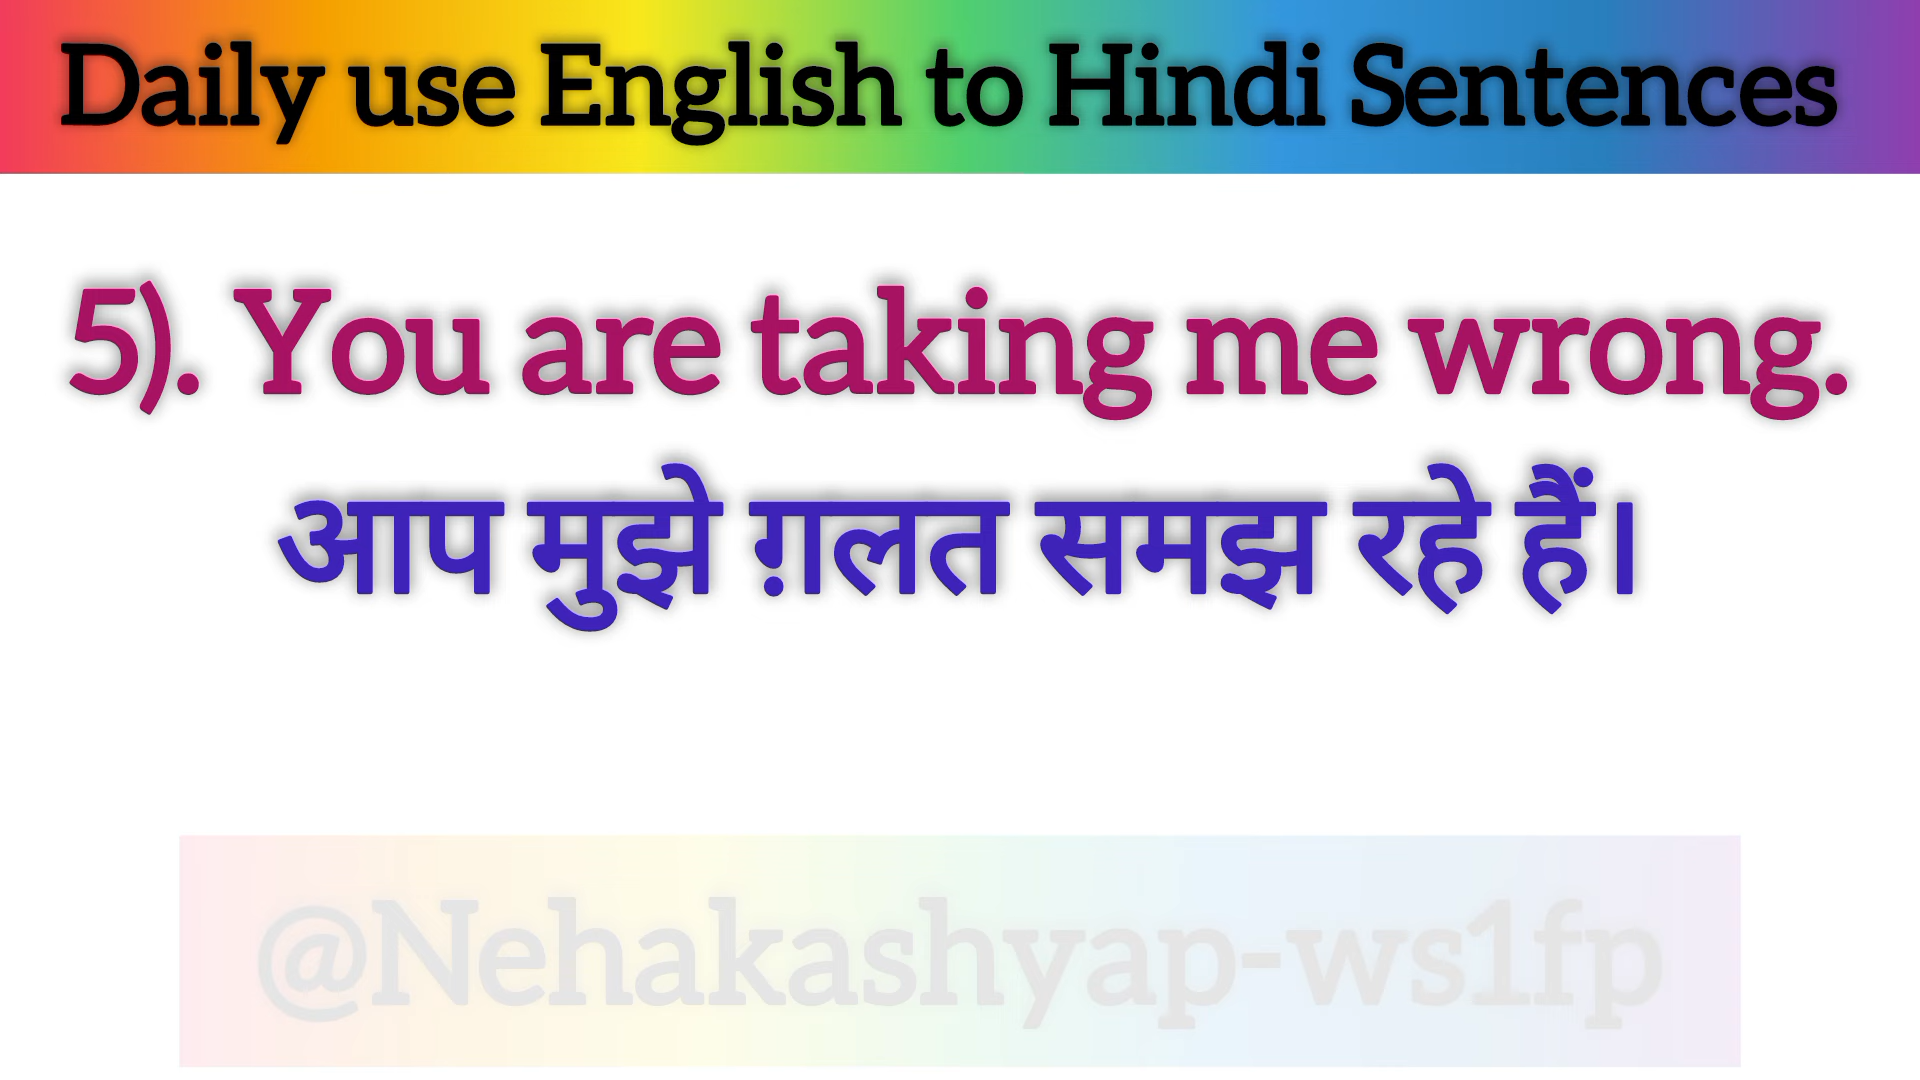 Daily use English to Hindi Sentences
5). You are taking me wrong.
आप मुझे ग़लत समझ रहे हैं।
@Nehakashyap-ws1fp